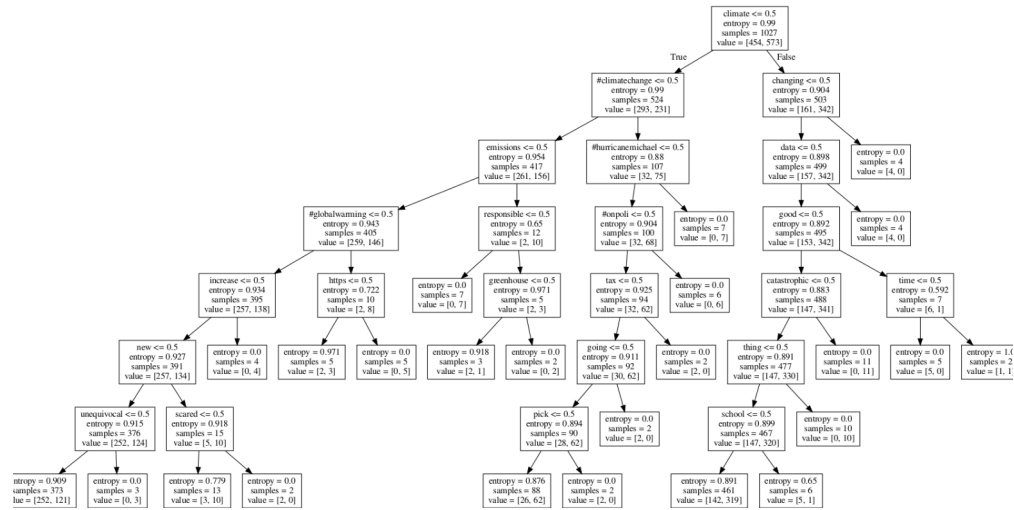 climate <= 0.5
entropy = 0.99
samples = 1027
value = [454, 573]
True
False
#climatechange <= 0.5
entropy = 0.99
samples = 524
value = [293, 231]
changing <= 0.5
entropy = 0.904
samples = 503
value = [161, 342]
emissions <= 0.5
entropy = 0.954
samples = 417
value = [261, 156]
#hurricanemichael <= 0.5
entropy = 0.88
samples = 107
value = [32, 75]
data <= 0.5
entropy = 0.898
samples = 499
value = [157, 342]
entropy = 0.0
samples = 4
value = [4, 0]
#globalwarming <= 0.5
entropy = 0.943
samples = 405
value = [259, 146]
responsible <= 0.5
entropy = 0.65
samples = 12
value = [2, 10]
#onpoli <= 0.5
entropy = 0.904
samples = 100
value = [32, 68]
entropy = 0.0
samples = 7
value = [0, 7]
good <= 0.5
entropy = 0.892
samples = 495
value = [153, 342]
entropy = 0.0
samples = 4
value = [4, 0]
increase <= 0.5
entropy = 0.934
samples = 395
value = [257, 138]
https <= 0.5
entropy = 0.722
samples = 10
value = [2, 8]
entropy = 0.0
samples = 7
value = [0, 7]
greenhouse <= 0.5
entropy = 0.971
samples = 5
value = [2, 3]
tax <= 0.5
entropy = 0.925
samples = 94
value = [32, 62]
entropy = 0.0
samples = 6
value = [0, 6]
catastrophic <= 0.5
entropy = 0.883
samples = 488
value = [147, 341]
time <= 0.5
entropy = 0.592
samples = 7
value = [6, 1]
new <= 0.5
entropy = 0.927
samples = 391
value = [257, 134]
entropy = 0.0
samples = 4
value = [0, 4]
entropy = 0.971
samples = 5
value = [2, 3]
entropy = 0.0
samples = 5
value = [0, 5]
entropy = 0.918
samples = 3
value = [2, 1]
entropy = 0.0
samples = 2
value = [0, 2]
going <= 0.5
entropy = 0.911
samples = 92
value = [30, 62]
entropy = 0.0
samples = 2
value = [2, 0]
thing <= 0.5
entropy = 0.891
samples = 477
value = [147, 330]
entropy = 0.0
samples = 11
value = [0, 11]
entropy = 0.0
samples = 5
value = [5, 0]
entropy = 1.0
samples = 2
value = [1, 1]
unequivocal <= 0.5
entropy = 0.915
samples = 376
value = [252, 124]
scared <= 0.5
entropy = 0.918
samples = 15
value = [5, 10]
pick <= 0.5
entropy = 0.894
samples = 90
value = [28, 62]
entropy = 0.0
samples = 2
value = [2, 0]
school <= 0.5
entropy = 0.899
samples = 467
value = [147, 320]
entropy = 0.0
samples = 10
value = [0, 10]
ntropy = 0.909
samples = 373
lue = [252, 121]
entropy = 0.0
samples = 3
value = [0, 3]
entropy = 0.779
samples = 13
value = [3, 10]
entropy = 0.0
samples = 2
value = [2, 0]
entropy = 0.876
samples = 88
value = [26, 62]
entropy = 0.0
samples = 2
value = [2, 0]
entropy = 0.891
samples = 461
value = [142, 319]
entropy = 0.65
samples = 6
value = [5, 1]